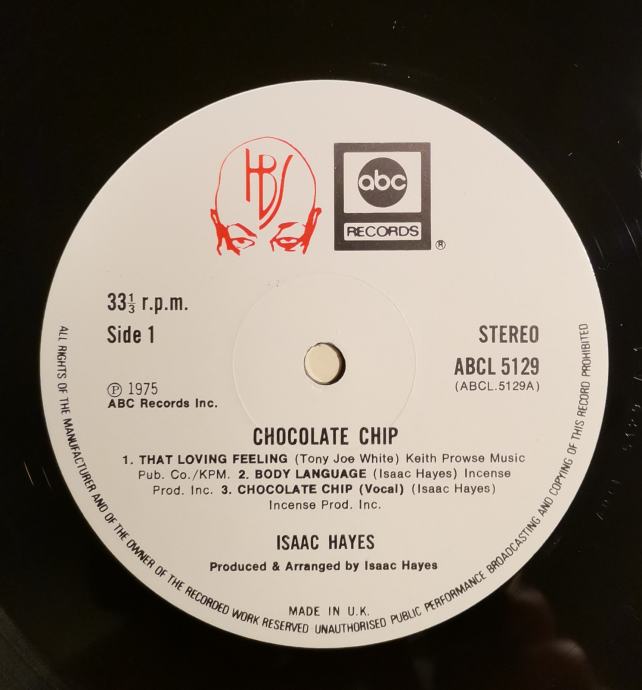 HBS
abc
RECORDS
®
33⅓ r.p.m.
Side 1
STEREO
ABCL 5129
(ABCL.5129A)
Ⓟ 1975
ABC Records Inc.
CHOCOLATE CHIP
1. THAT LOVING FEELING (Tony Joe White) Keith Prowse Music
Pub. Co./KPM. 2. BODY LANGUAGE (Isaac Hayes) Incense
Prod. Inc. 3. CHOCOLATE CHIP (Vocal) (Isaac Hayes)
Incense Prod. Inc.
ISAAC HAYES
Produced & Arranged by Isaac Hayes
MADE IN U.K.
ALL RIGHTS OF THE MANUFACTURER AND OF THE OWNER OF THE RECORDED WORK RESERVED UNAUTHORISED PUBLIC PERFORMANCE BROADCASTING AND COPYING OF THIS RECORD PROHIBITED